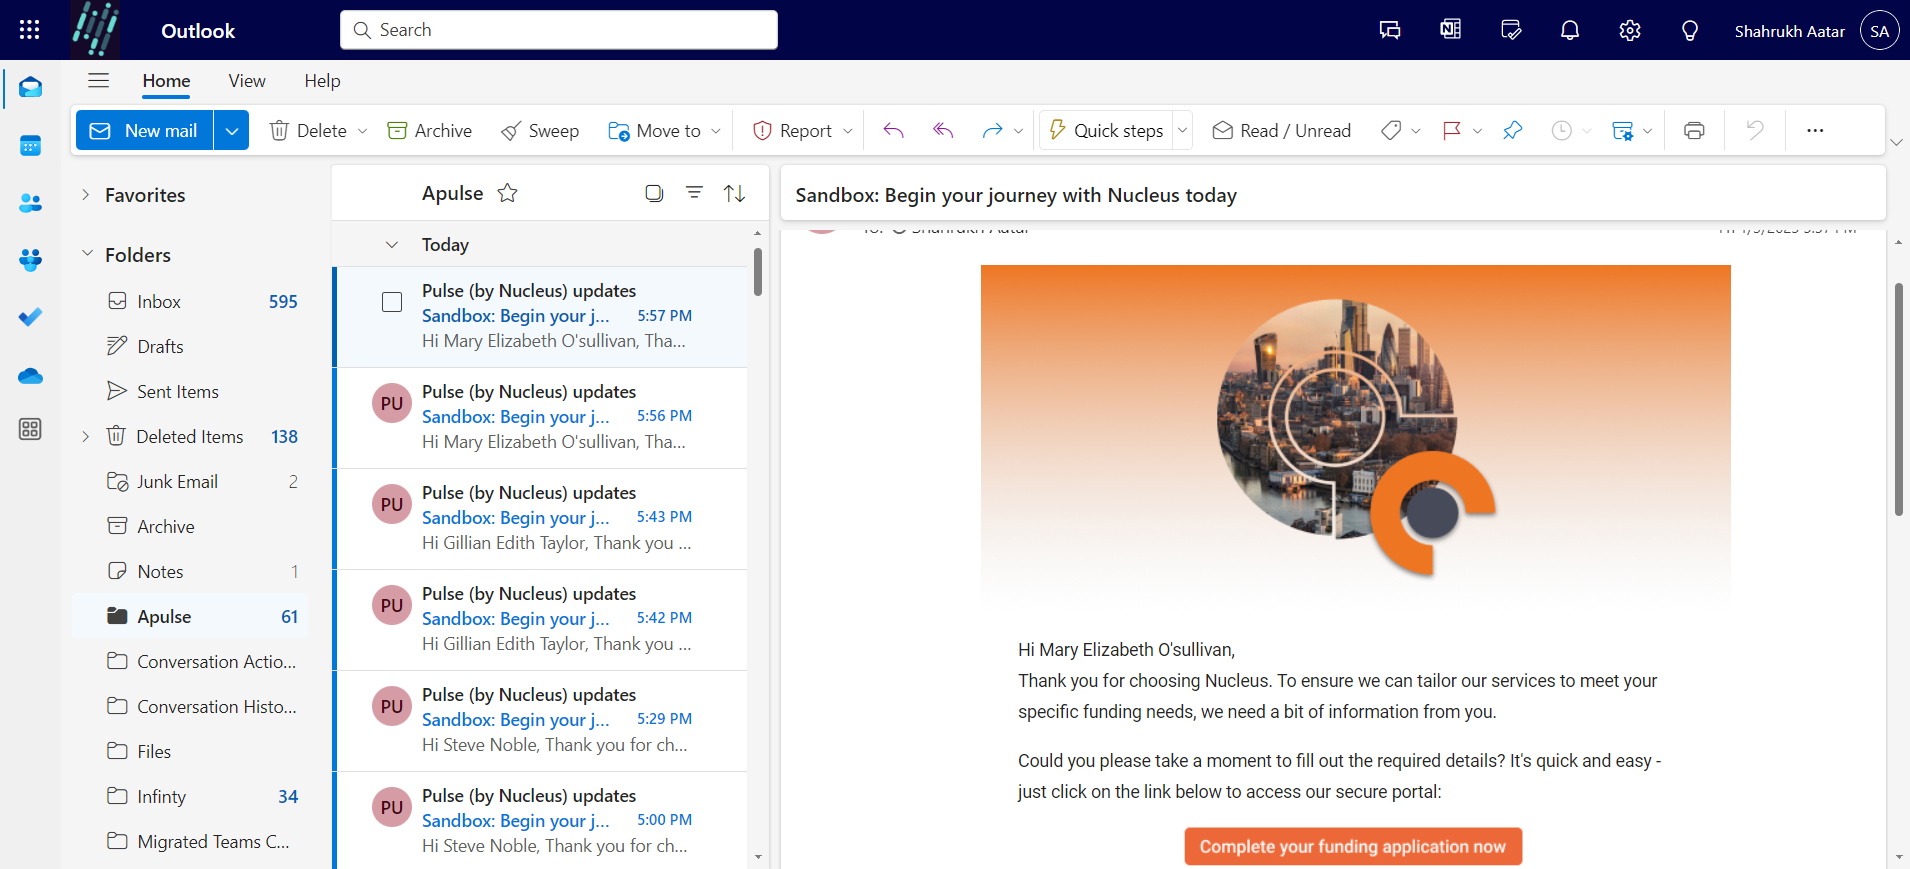 Outlook
Search
Shahrukh Aatar
SA
Home
View
Help
New mail
Delete
Archive
Sweep
Move to
Report
Quick steps
Read / Unread
Favorites
Folders
Inbox 595
Drafts
Sent Items
Deleted Items 138
Junk Email 2
Archive
Notes 1
Apulse 61
Conversation Actio...
Conversation Histo...
Files
Infinty 34
Migrated Teams C...
Apulse
Today
Pulse (by Nucleus) updates
Sandbox: Begin your j... 5:57 PM
Hi Mary Elizabeth O'sullivan, Tha...
PU
Pulse (by Nucleus) updates
Sandbox: Begin your j... 5:56 PM
Hi Mary Elizabeth O'sullivan, Tha...
PU
Pulse (by Nucleus) updates
Sandbox: Begin your j... 5:43 PM
Hi Gillian Edith Taylor, Thank you ...
PU
Pulse (by Nucleus) updates
Sandbox: Begin your j... 5:42 PM
Hi Gillian Edith Taylor, Thank you ...
PU
Pulse (by Nucleus) updates
Sandbox: Begin your j... 5:29 PM
Hi Steve Noble, Thank you for ch...
PU
Pulse (by Nucleus) updates
Sandbox: Begin your j... 5:00 PM
Hi Steve Noble, Thank you for ch...
Sandbox: Begin your journey with Nucleus today
To: Shahrukh Aatar
Hi Mary Elizabeth O'sullivan,
Thank you for choosing Nucleus. To ensure we can tailor our services to meet your
specific funding needs, we need a bit of information from you.
Could you please take a moment to fill out the required details? It's quick and easy -
just click on the link below to access our secure portal:
Complete your funding application now